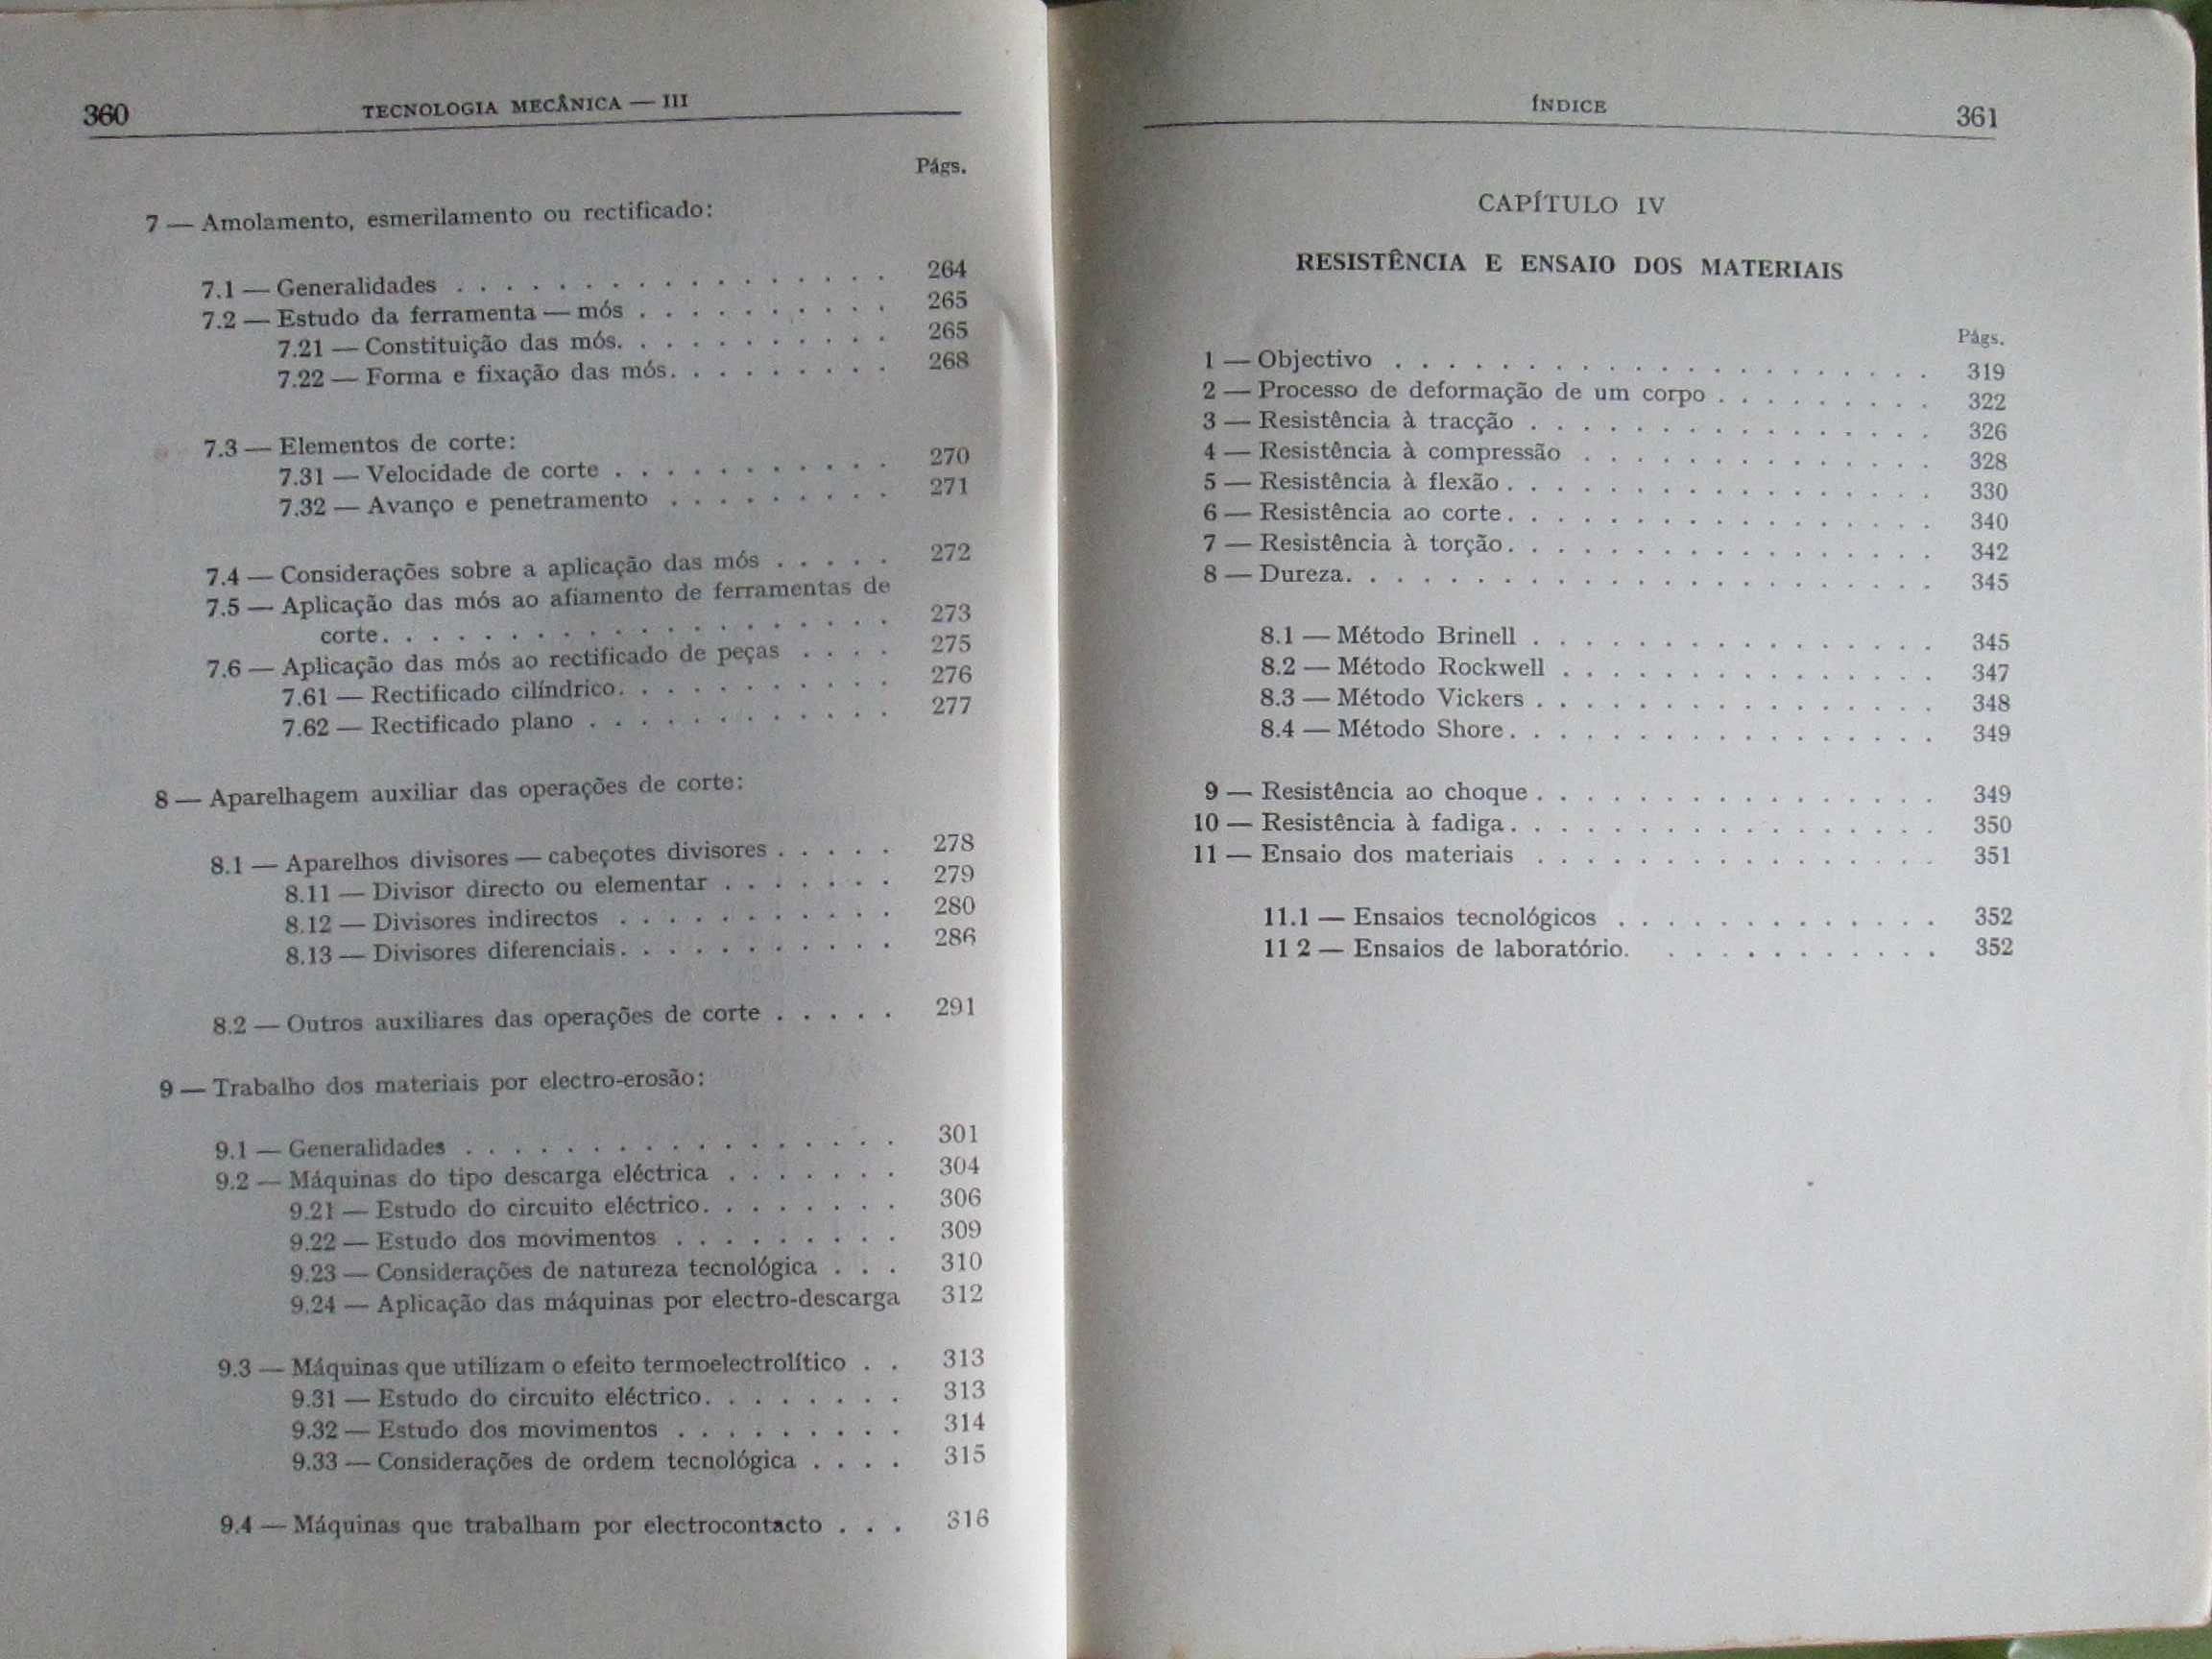 360
TECNOLOGIA MECÂNICA — III
Págs.
7 — Amolamento, esmerilamento ou rectificado:
7.1 — Generalidades . . . . . . . . . . . . . . . . . 264
7.2 — Estudo da ferramenta — mós . . . . . . . . . . 265
7.21 — Constituição das mós. . . . . . . . . . . 265
7.22 — Forma e fixação das mós. . . . . . . . . 268
7.3 — Elementos de corte:
7.31 — Velocidade de corte . . . . . . . . . . . 270
7.32 — Avanço e penetramento . . . . . . . . . 271
7.4 — Considerações sobre a aplicação das mós . . . . . 272
7.5 — Aplicação das mós ao afiamento de ferramentas de
corte. . . . . . . . . . . . . . . . . . . . 273
7.6 — Aplicação das mós ao rectificado de peças . . . . 275
7.61 — Rectificado cilíndrico. . . . . . . . . . . 276
7.62 — Rectificado plano . . . . . . . . . . . . 277
8 — Aparelhagem auxiliar das operações de corte:
8.1 — Aparelhos divisores — cabeçotes divisores . . . . . 278
8.11 — Divisor directo ou elementar . . . . . . . 279
8.12 — Divisores indirectos . . . . . . . . . . . 280
8.13 — Divisores diferenciais. . . . . . . . . . . 286
8.2 — Outros auxiliares das operações de corte . . . . . 291
9 — Trabalho dos materiais por electro-erosão:
9.1 — Generalidades . . . . . . . . . . . . . . . . . 301
9.2 — Máquinas do tipo descarga eléctrica . . . . . . . 304
9.21 — Estudo do circuito eléctrico. . . . . . . . 306
9.22 — Estudo dos movimentos . . . . . . . . . 309
9.23 — Considerações de natureza tecnológica . . . 310
9.24 — Aplicação das máquinas por electro-descarga 312
9.3 — Máquinas que utilizam o efeito termoelectrolítico . . 313
9.31 — Estudo do circuito eléctrico. . . . . . . . 313
9.32 — Estudo dos movimentos . . . . . . . . . 314
9.33 — Considerações de ordem tecnológica . . . . 315
9.4 — Máquinas que trabalham por electrocontacto . . . 316
ÍNDICE
361
CAPÍTULO IV
RESISTÊNCIA E ENSAIO DOS MATERIAIS
Págs.
1 — Objectivo . . . . . . . . . . . . . . . . . . . . . 319
2 — Processo de deformação de um corpo . . . . . . . . . 322
3 — Resistência à tracção . . . . . . . . . . . . . . . . 326
4 — Resistência à compressão . . . . . . . . . . . . . . 328
5 — Resistência à flexão . . . . . . . . . . . . . . . . . 330
6 — Resistência ao corte. . . . . . . . . . . . . . . . . 340
7 — Resistência à torção. . . . . . . . . . . . . . . . . 342
8 — Dureza. . . . . . . . . . . . . . . . . . . . . . . 345
8.1 — Método Brinell . . . . . . . . . . . . . . . . 345
8.2 — Método Rockwell . . . . . . . . . . . . . . . 347
8.3 — Método Vickers . . . . . . . . . . . . . . . . 348
8.4 — Método Shore. . . . . . . . . . . . . . . . . 349
9 — Resistência ao choque . . . . . . . . . . . . . . . . 349
10 — Resistência à fadiga. . . . . . . . . . . . . . . . . 350
11 — Ensaio dos materiais . . . . . . . . . . . . . . . . 351
11.1 — Ensaios tecnológicos . . . . . . . . . . . . . 352
11 2 — Ensaios de laboratório. . . . . . . . . . . . 352